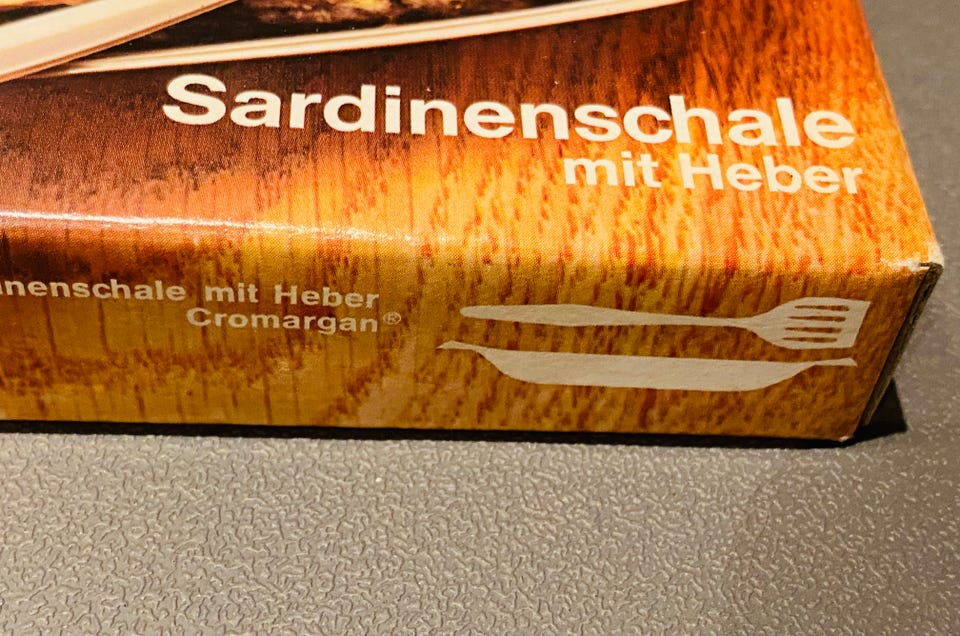 Sardinenschale
mit Heber
nenschale mit Heber
Cromargan®